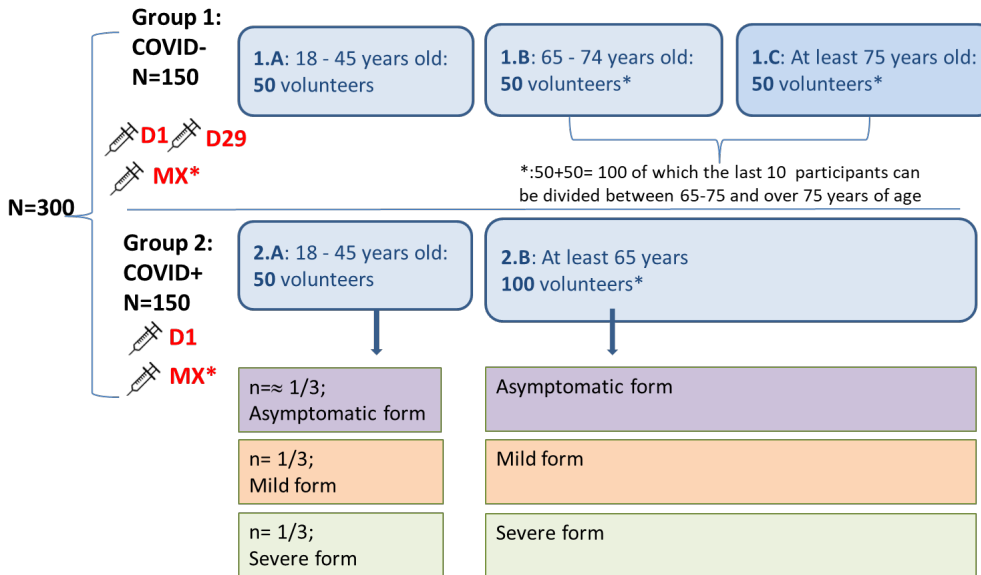 Group 1:
COVID-
N=150
1.A: 18 - 45 years old:
50 volunteers
1.B: 65 - 74 years old:
50 volunteers*
1.C: At least 75 years old:
50 volunteers*
D1
D29
MX*
*:50+50= 100 of which the last 10 participants can
be divided between 65-75 and over 75 years of age
N=300
Group 2:
COVID+
N=150
2.A: 18 - 45 years old:
50 volunteers
2.B: At least 65 years
100 volunteers*
D1
MX*
n=≈ 1/3;
Asymptomatic form
Asymptomatic form
n= 1/3;
Mild form
Mild form
n= 1/3;
Severe form
Severe form